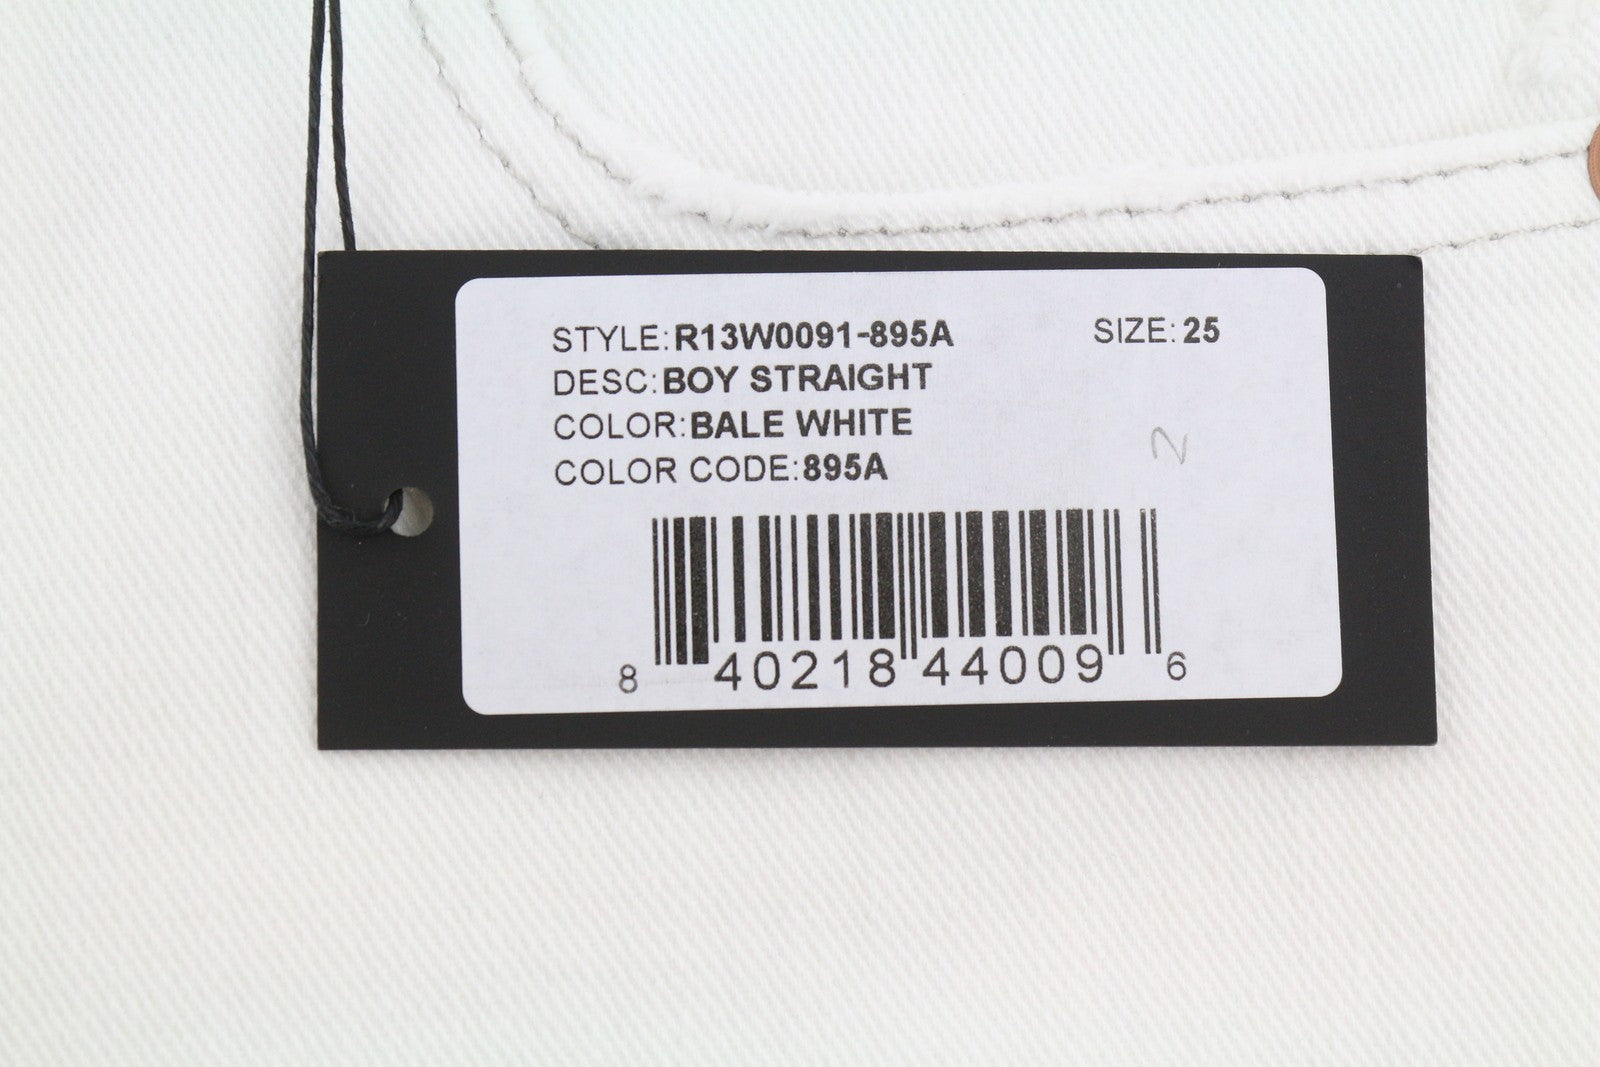 STYLE:R13W0091-895A SIZE:25
DESC:BOY STRAIGHT
COLOR:BALE WHITE
2
COLOR CODE:895A
8 40218 44009 6